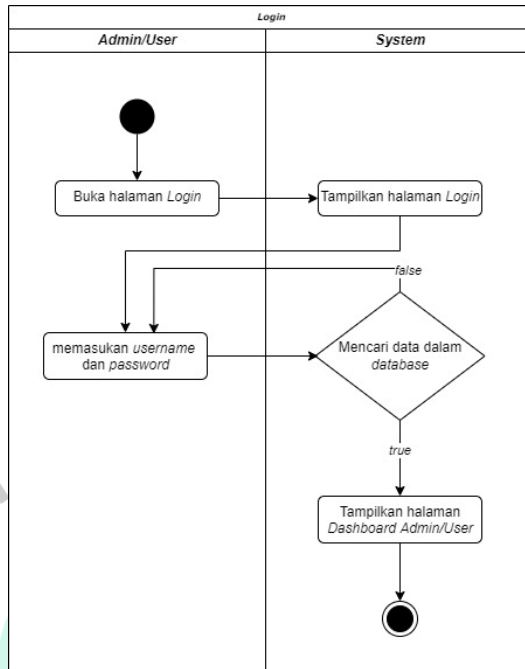 Login
Admin/User
System
Buka halaman Login
Tampilkan halaman Login
false
memasukan username
dan password
Mencari data dalam
database
true
Tampilkan halaman
Dashboard Admin/User